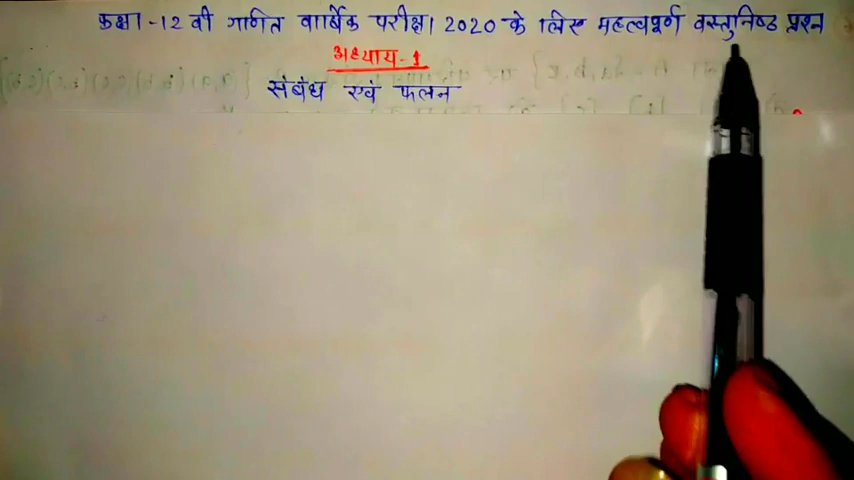 कक्षा-12 वी गणित वार्षिक परीक्षा 2020 के लिए महत्वपूर्ण वस्तुनिष्ठ प्रश्न
अध्याय-1
संबंध एवं फलन